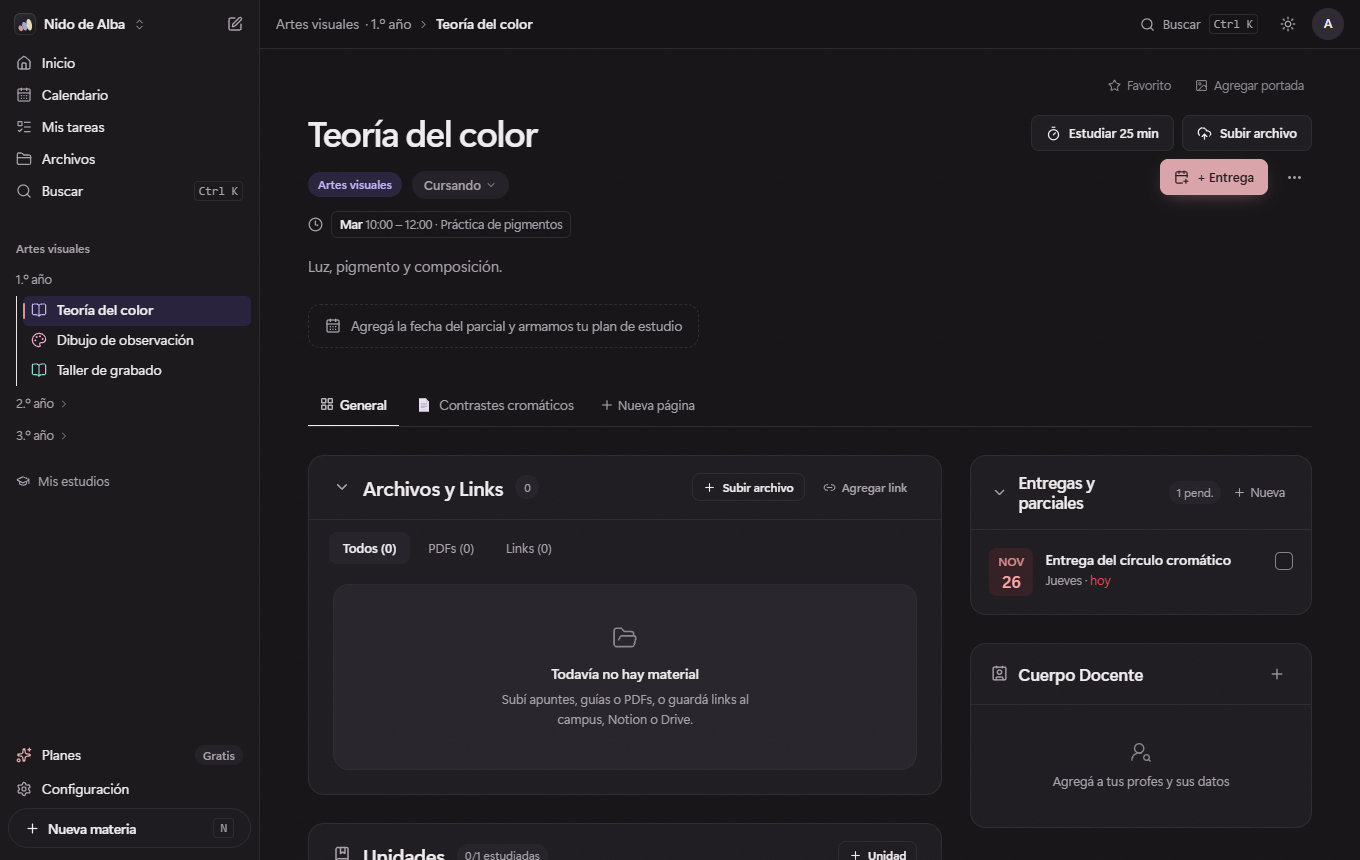 Nido de Alba
Inicio
Calendario
Mis tareas
Archivos
Buscar Ctrl K
Artes visuales
1.º año
Teoría del color
Dibujo de observación
Taller de grabado
2.º año
3.º año
Mis estudios
Planes Gratis
Configuración
Nueva materia N
Artes visuales · 1.º año > Teoría del color
Buscar Ctrl K
A
Favorito Agregar portada
Teoría del color
Estudiar 25 min Subir archivo
+ Entrega
Artes visuales Cursando
Mar 10:00 – 12:00 · Práctica de pigmentos
Luz, pigmento y composición.
Agregá la fecha del parcial y armamos tu plan de estudio
General Contrastes cromáticos + Nueva página
Archivos y Links 0 + Subir archivo Agregar link
Todos (0) PDFs (0) Links (0)
Todavía no hay material
Subí apuntes, guías o PDFs, o guardá links al
campus, Notion o Drive.
Unidades 0/1 estudiadas + Unidad
Entregas y
parciales
1 pend. + Nueva
NOV
26
Entrega del círculo cromático
Jueves · hoy
Cuerpo Docente +
Agregá a tus profes y sus datos